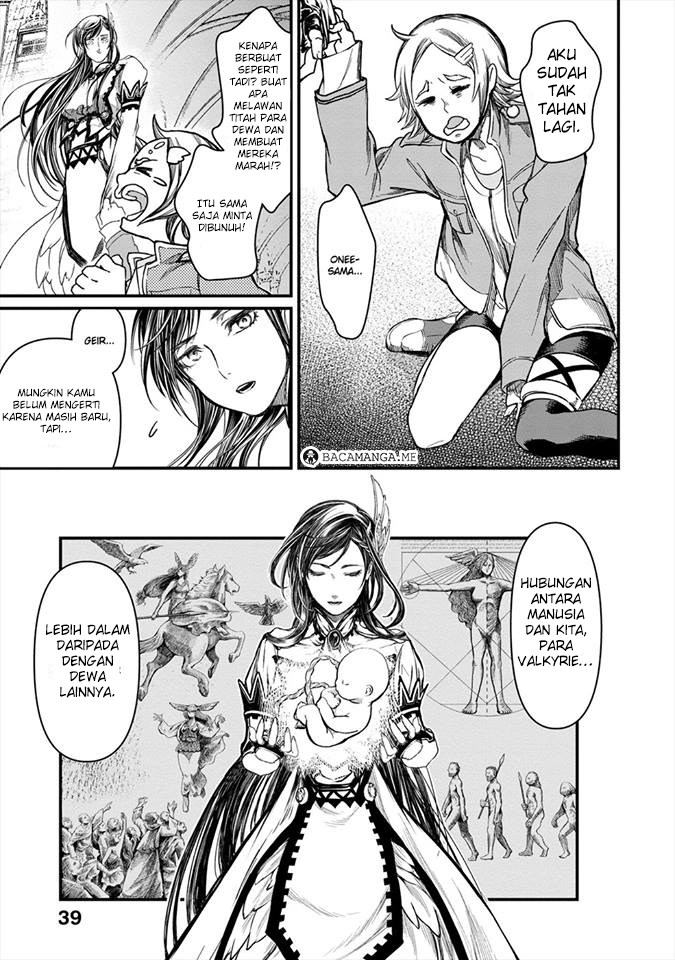 AKU
SUDAH
TAK
TAHAN
LAGI.
ONEE-
SAMA...
KENAPA
BERBUAT
SEPERTI
TADI? BUAT
APA
MELAWAN
TITAH PARA
DEWA DAN
MEMBUAT
MEREKA
MARAH!?
ITU SAMA
SAJA MINTA
DIBUNUH!
GEIR...
MUNGKIN KAMU
BELUM MENGERTI
KARENA MASIH BARU,
TAPI...
BACAMANGA.ME
HUBUNGAN
ANTARA
MANUSIA
DAN KITA,
PARA
VALKYRIE...
LEBIH DALAM
DARIPADA
DENGAN
DEWA
LAINNYA.
39